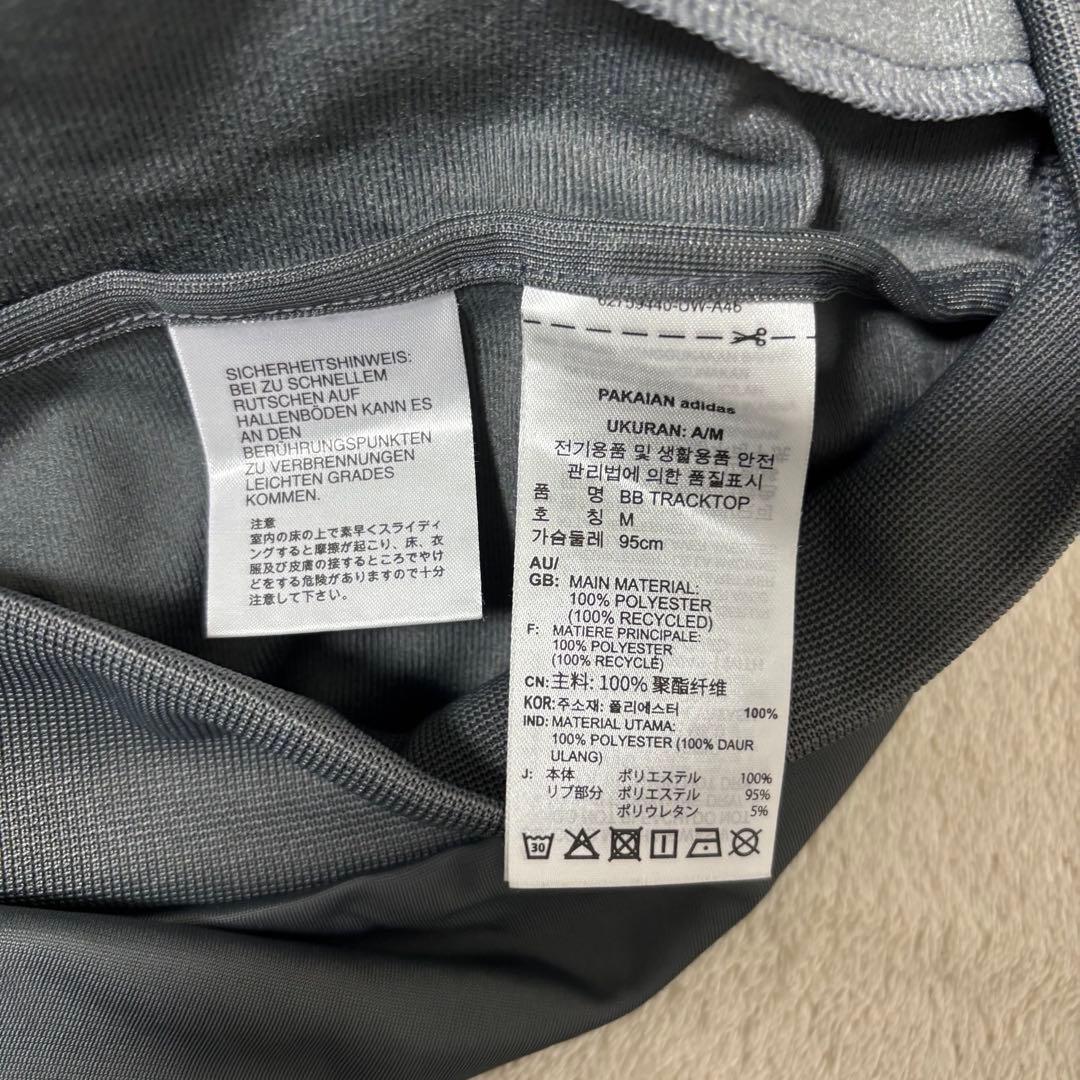 SICHERHEITSHINWEIS:
BEI ZU SCHNELLEM
RUTSCHEN AUF
HALLENBÖDEN KANN ES
AN DEN
BERÜHRUNGSPUNKTEN
ZU VERBRENNUNGEN
LEICHTEN GRADES
KOMMEN.
注意
室内の床の上で素早くスライディ
ングすると摩擦が起こり、床、衣
服及び皮膚の接するところでやけ
どをする危険がありますので十分
注意して下さい。
PAKAIAN adidas
UKURAN: A/M
전기용품 및 생활용품 안전
관리법에 의한 품질표시
품 명 BB TRACKTOP
호 칭 M
가슴둘레 95cm
AU/
GB: MAIN MATERIAL:
100% POLYESTER
(100% RECYCLED)
F: MATIERE PRINCIPALE:
100% POLYESTER
(100% RECYCLÉ)
CN: 主料: 100% 聚酯纤维
KOR: 주소재: 폴리에스터 100%
IND: MATERIAL UTAMA:
100% POLYESTER (100% DAUR
ULANG)
J: 本体 ポリエステル 100%
リブ部分 ポリエステル 95%
ポリウレタン 5%
30